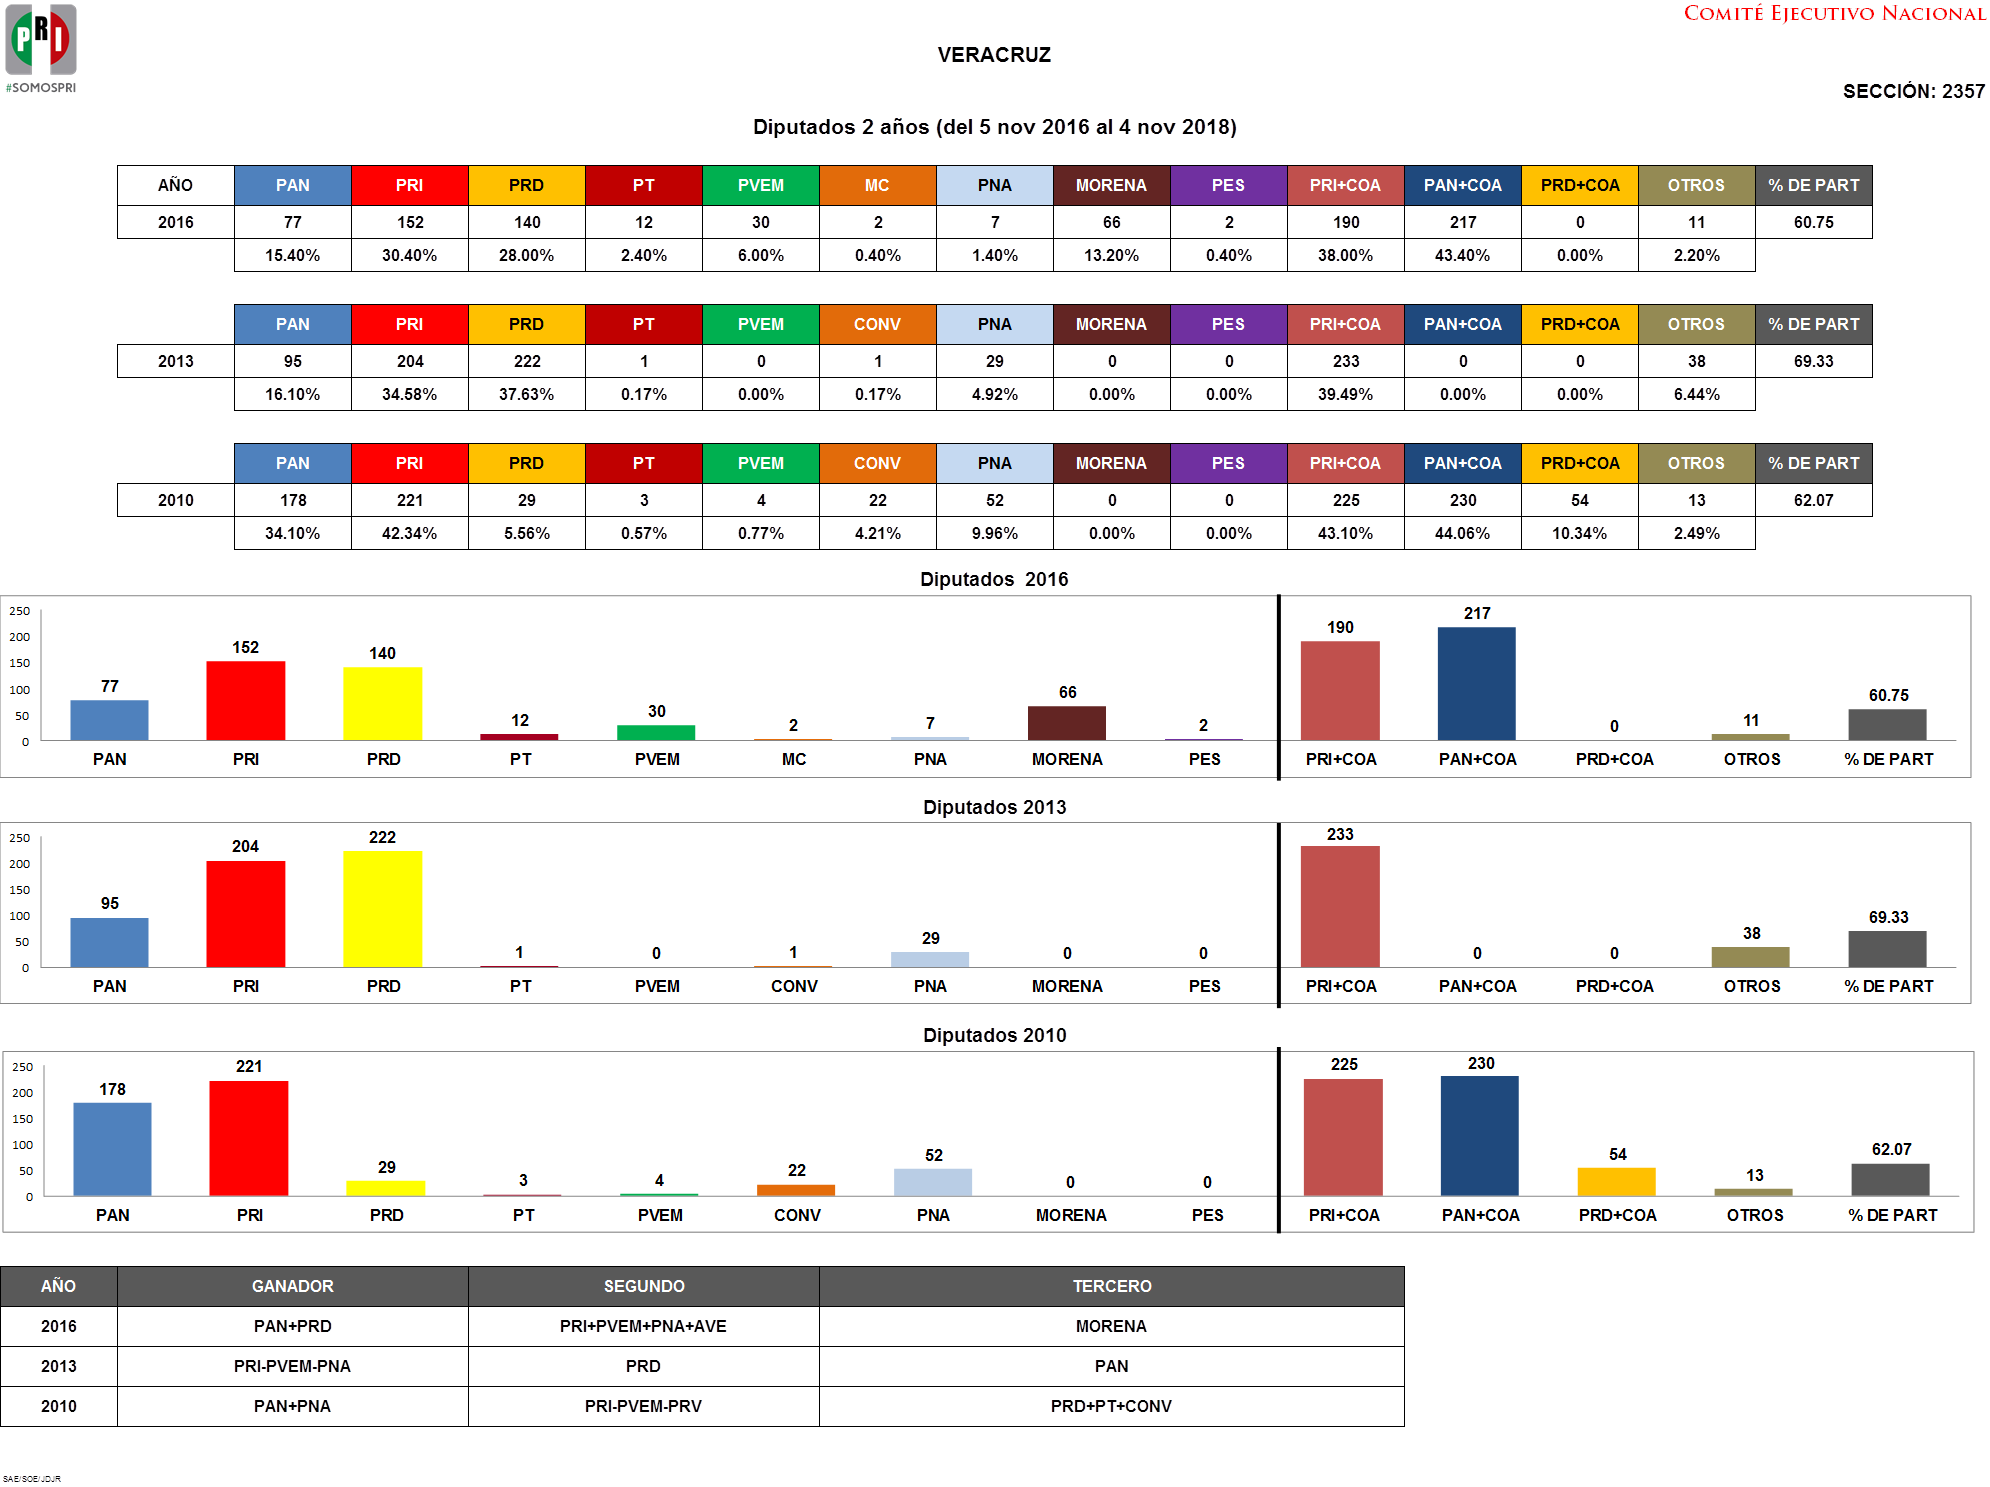 COMITÉ EJECUTIVO NACIONAL
PRI
#SOMOSPRI
VERACRUZ
SECCIÓN: 2357
Diputados 2 años (del 5 nov 2016 al 4 nov 2018)
AÑO PAN PRI PRD PT PVEM MC PNA MORENA PES PRI+COA PAN+COA PRD+COA OTROS % DE PART
2016 77 152 140 12 30 2 7 66 2 190 217 0 11 60.75
15.40% 30.40% 28.00% 2.40% 6.00% 0.40% 1.40% 13.20% 0.40% 38.00% 43.40% 0.00% 2.20%
PAN PRI PRD PT PVEM CONV PNA MORENA PES PRI+COA PAN+COA PRD+COA OTROS % DE PART
2013 95 204 222 1 0 1 29 0 0 233 0 0 38 69.33
16.10% 34.58% 37.63% 0.17% 0.00% 0.17% 4.92% 0.00% 0.00% 39.49% 0.00% 0.00% 6.44%
PAN PRI PRD PT PVEM CONV PNA MORENA PES PRI+COA PAN+COA PRD+COA OTROS % DE PART
2010 178 221 29 3 4 22 52 0 0 225 230 54 13 62.07
34.10% 42.34% 5.56% 0.57% 0.77% 4.21% 9.96% 0.00% 0.00% 43.10% 44.06% 10.34% 2.49%
Diputados 2016
250
200
150
100
50
0
77 152 140 12 30 2 7 66 2 190 217 0 11 60.75
PAN PRI PRD PT PVEM MC PNA MORENA PES PRI+COA PAN+COA PRD+COA OTROS % DE PART
Diputados 2013
250
200
150
100
50
0
95 204 222 1 0 1 29 0 0 233 0 0 38 69.33
PAN PRI PRD PT PVEM CONV PNA MORENA PES PRI+COA PAN+COA PRD+COA OTROS % DE PART
Diputados 2010
250
200
150
100
50
0
178 221 29 3 4 22 52 0 0 225 230 54 13 62.07
PAN PRI PRD PT PVEM CONV PNA MORENA PES PRI+COA PAN+COA PRD+COA OTROS % DE PART
AÑO GANADOR SEGUNDO TERCERO
2016 PAN+PRD PRI+PVEM+PNA+AVE MORENA
2013 PRI-PVEM-PNA PRD PAN
2010 PAN+PNA PRI-PVEM-PRV PRD+PT+CONV
SAE/SOE/JDJR